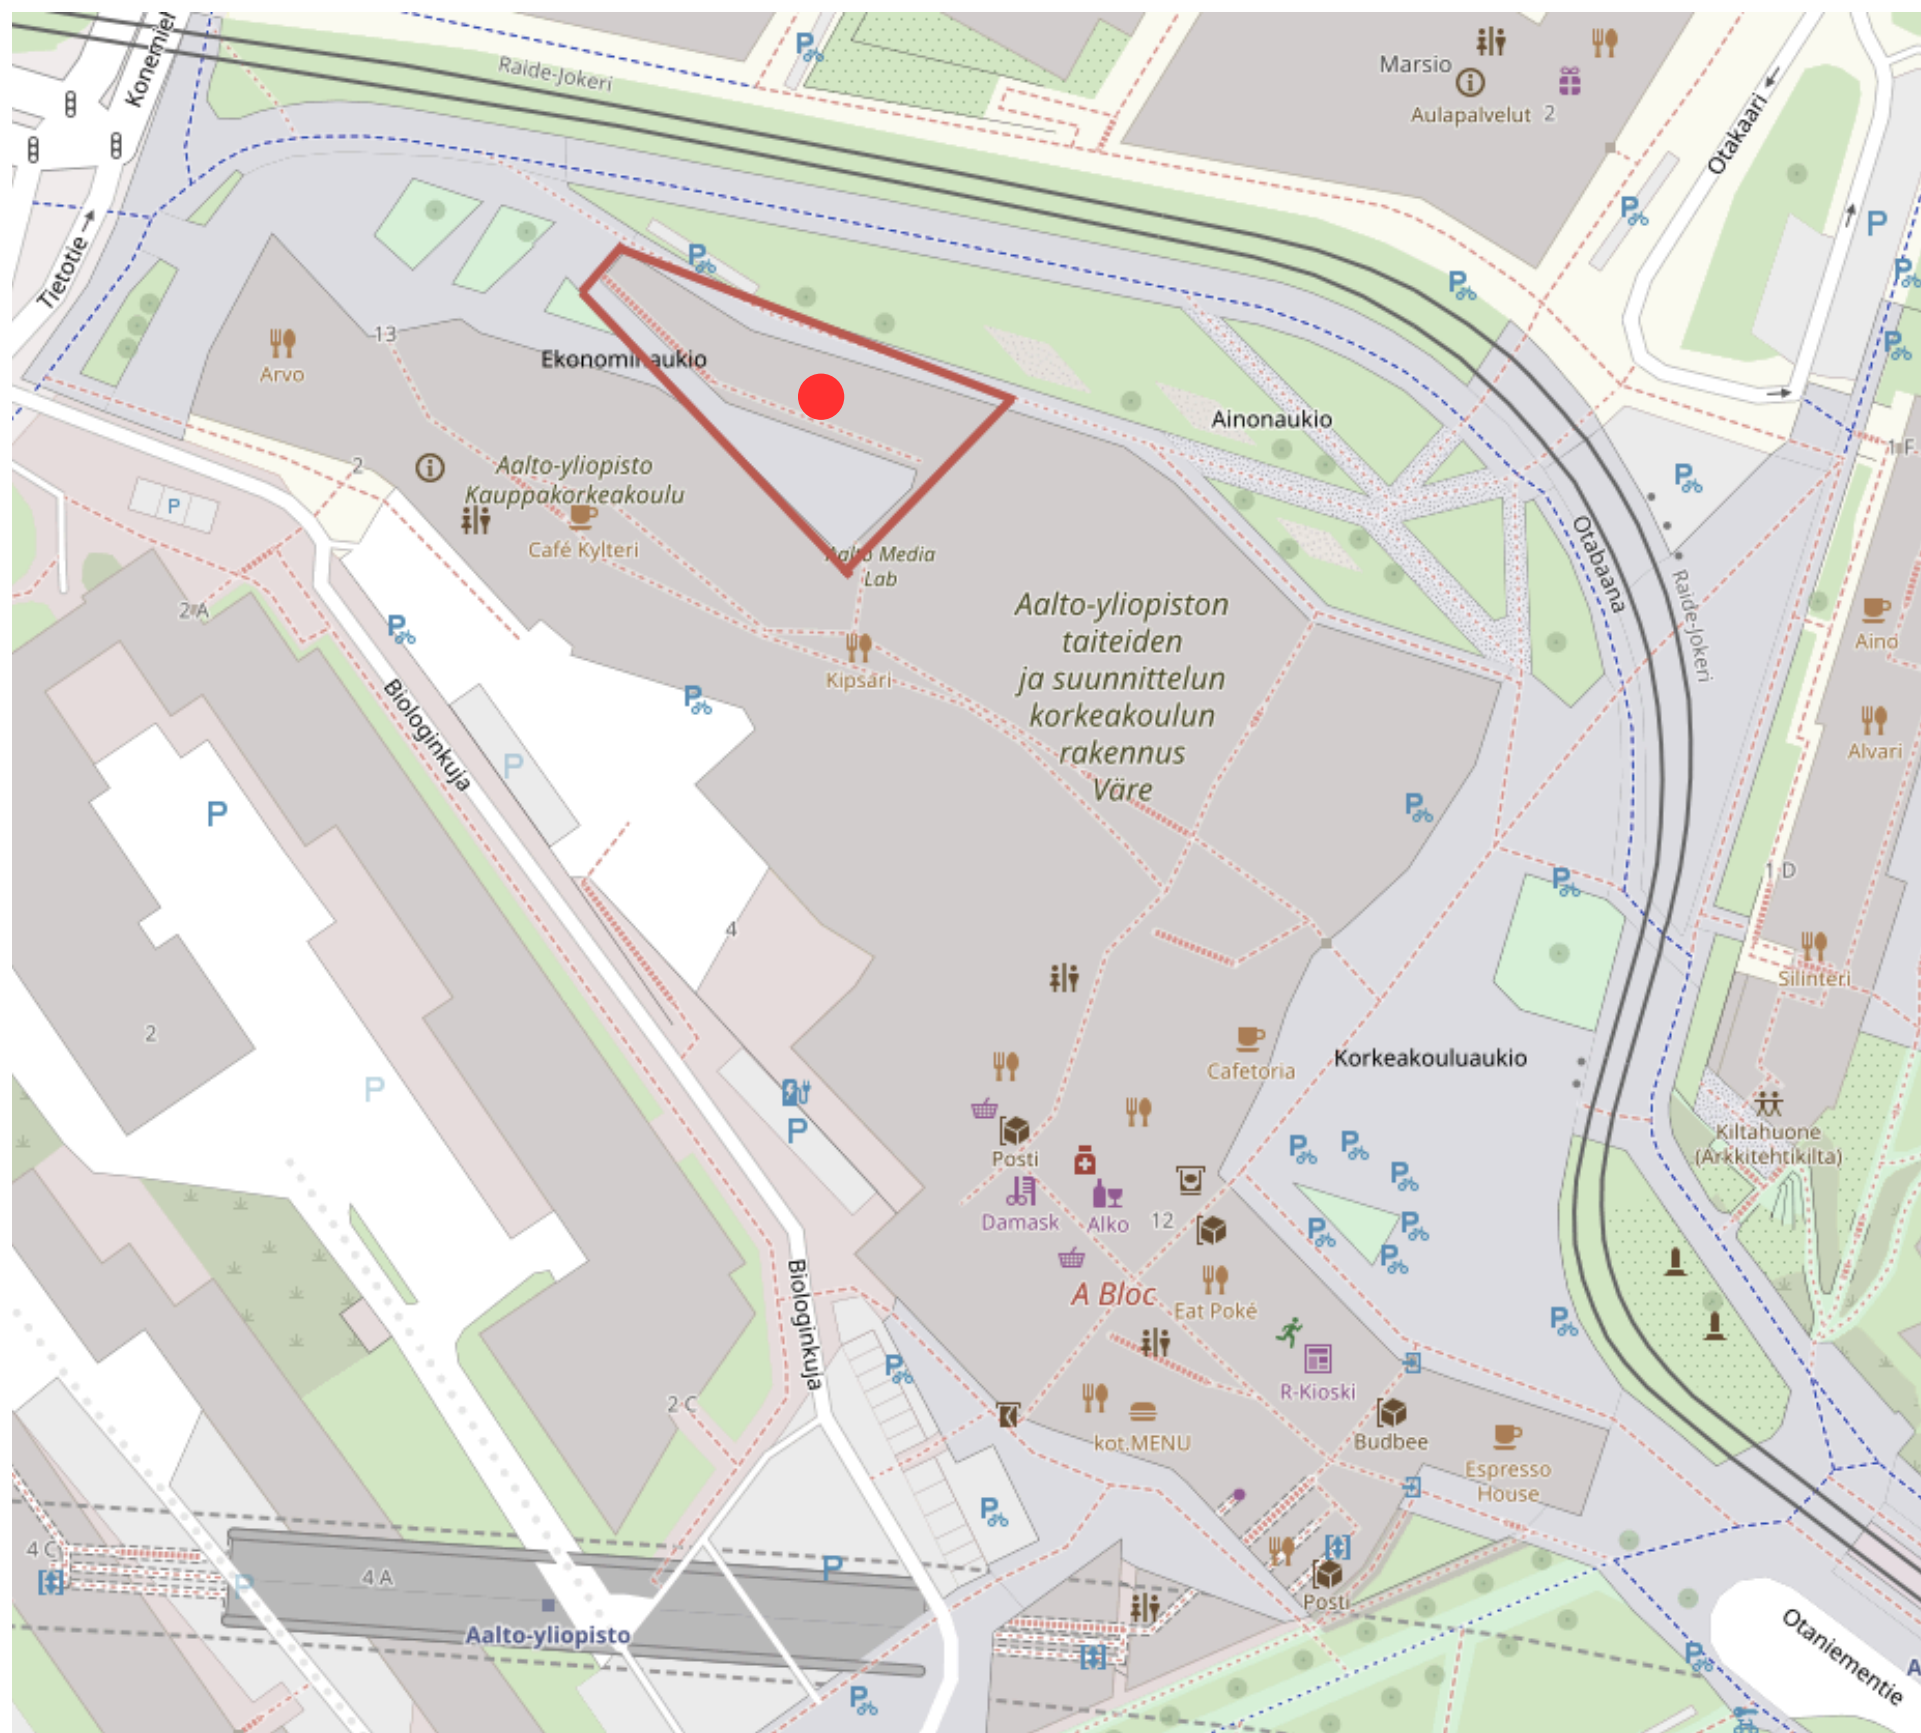 Konemieh
Raide-Jokeri
Marsio
Aulapalvelut
2
Otakaari
P
Tietotie
13
Arvo
Ekonominaukio
Ainonaukio
1 F
Aalto-yliopisto
Kauppakorkeakoulu
2
P
Café Kylteri
Aalto Media
Lab
Otabaana
Raide-Jokeri
2 A
Aalto-yliopiston
taiteiden
ja suunnittelun
korkeakoulun
rakennus
Väre
Kipsari
Aino
Alvari
Biologinkuja
P
P
1 D
4
Silinteri
2
P
Cafetoria
Korkeakouluaukio
P
Kiltahuone
(Arkkitehtikilta)
Posti
Damask
Alko
12
A Bloc
Eat Poké
Biologinkuja
R-Kioski
2 C
kot.MENU
Budbee
Espresso
House
4 C
4 A
P
P
Posti
Aalto-yliopisto
Otaniementie
A